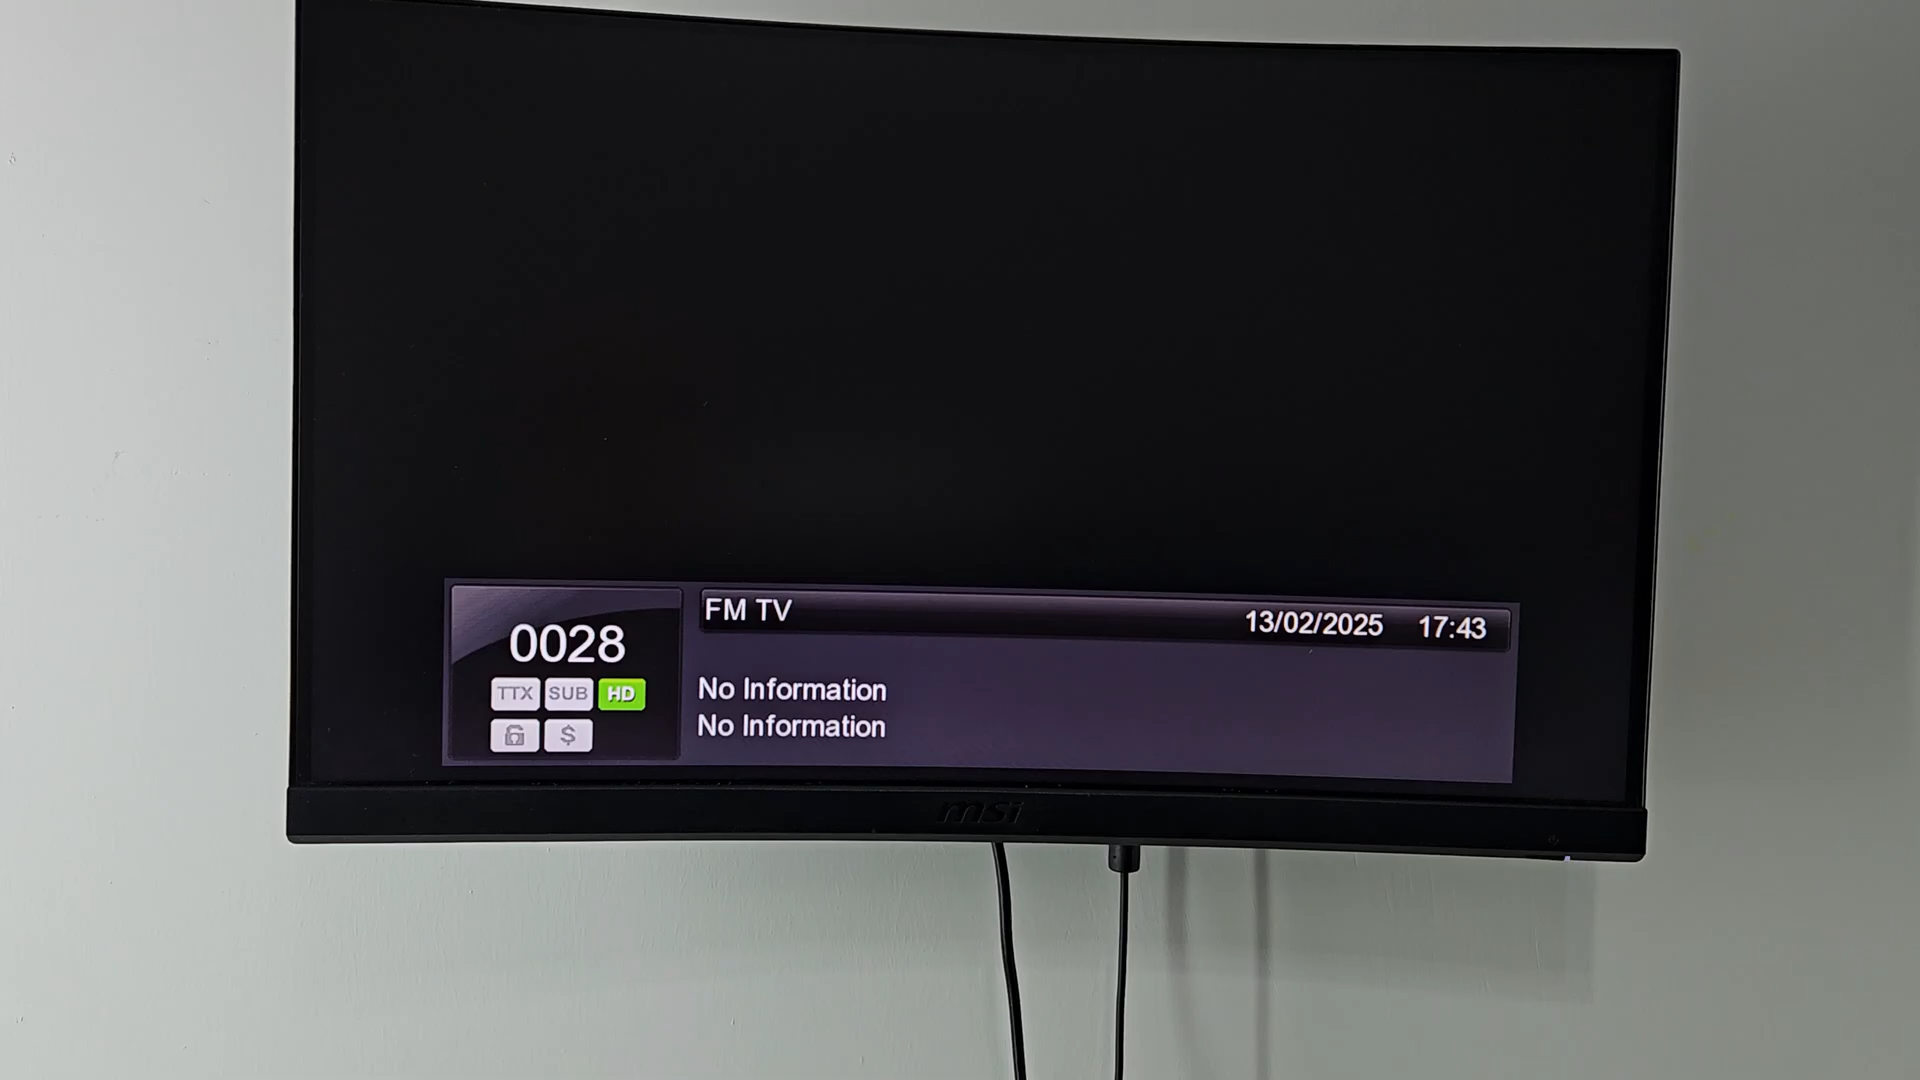 FM TV
13/02/2025 17:43
0028
TTX SUB HD
$
No Information
No Information
msi